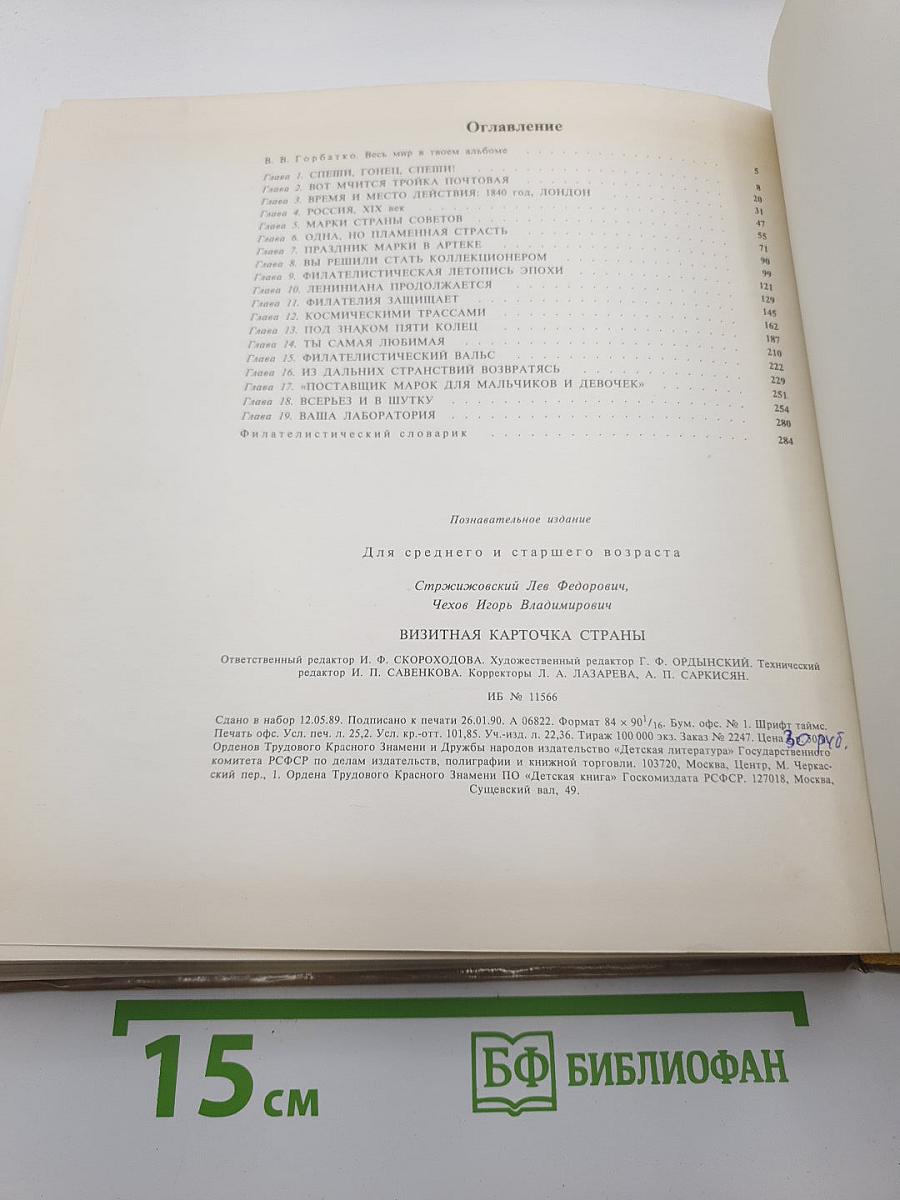 Оглавление
В. В. Горбатко. Весь мир в твоем альбоме . . . 5
Глава 1. СПЕШИ, ГОНЕЦ, СПЕШИ! . . . 8
Глава 2. ВОТ МЧИТСЯ ТРОЙКА ПОЧТОВАЯ . . . 20
Глава 3. ВРЕМЯ И МЕСТО ДЕЙСТВИЯ: 1840 год, ЛОНДОН . . . 31
Глава 4. РОССИЯ, XIX век . . . 47
Глава 5. МАРКИ СТРАНЫ СОВЕТОВ . . . 55
Глава 6. ОДНА, НО ПЛАМЕННАЯ СТРАСТЬ . . . 71
Глава 7. ПРАЗДНИК МАРКИ В АРТЕКЕ . . . 90
Глава 8. ВЫ РЕШИЛИ СТАТЬ КОЛЛЕКЦИОНЕРОМ . . . 99
Глава 9. ФИЛАТЕЛИСТИЧЕСКАЯ ЛЕТОПИСЬ ЭПОХИ . . . 121
Глава 10. ЛЕНИНИАНА ПРОДОЛЖАЕТСЯ . . . 129
Глава 11. ФИЛАТЕЛИЯ ЗАЩИЩАЕТ . . . 145
Глава 12. КОСМИЧЕСКИМИ ТРАССАМИ . . . 162
Глава 13. ПОД ЗНАКОМ ПЯТИ КОЛЕЦ . . . 187
Глава 14. ТЫ САМАЯ ЛЮБИМАЯ . . . 210
Глава 15. ФИЛАТЕЛИСТИЧЕСКИЙ ВАЛЬС . . . 222
Глава 16. ИЗ ДАЛЬНИХ СТРАНСТВИЙ ВОЗВРАТЯСЬ . . . 229
Глава 17. «ПОСТАВЩИК МАРОК ДЛЯ МАЛЬЧИКОВ И ДЕВОЧЕК» . . . 251
Глава 18. ВСЕРЬЕЗ И В ШУТКУ . . . 254
Глава 19. ВАША ЛАБОРАТОРИЯ . . . 280
Филателистический словарик . . . 284
Познавательное издание
Для среднего и старшего возраста
Стржижовский Лев Федорович,
Чехов Игорь Владимирович
ВИЗИТНАЯ КАРТОЧКА СТРАНЫ
Ответственный редактор И. Ф. СКОРОХОДОВА. Художественный редактор Г. Ф. ОРДЫНСКИЙ. Технический
редактор И. П. САВЕНКОВА. Корректоры Л. А. ЛАЗАРЕВА, А. П. САРКИСЯН.
ИБ № 11566
Сдано в набор 12.05.89. Подписано к печати 26.01.90. А 06822. Формат 84 × 90 1/16. Бум. офс. № 1. Шрифт таймс.
Печать офс. Усл. печ. л. 25,2. Усл. кр.-отт. 101,85. Уч.-изд. л. 22,36. Тираж 100 000 экз. Заказ № 2247. Цена 30 руб.
Орденов Трудового Красного Знамени и Дружбы народов издательство «Детская литература» Государственного
комитета РСФСР по делам издательств, полиграфии и книжной торговли. 103720, Москва, Центр, М. Черкас-
ский пер., 1. Ордена Трудового Красного Знамени ПО «Детская книга» Госкомиздата РСФСР. 127018, Москва,
Сущевский вал, 49.
15 см
БФ БИБЛИОФАН